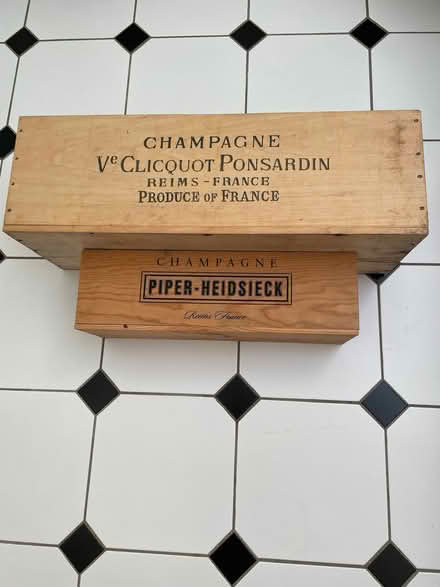 CHAMPAGNE
Ve CLICQUOT PONSARDIN
REIMS - FRANCE
PRODUCE OF FRANCE
CHAMPAGNE
PIPER-HEIDSIECK
Reims France